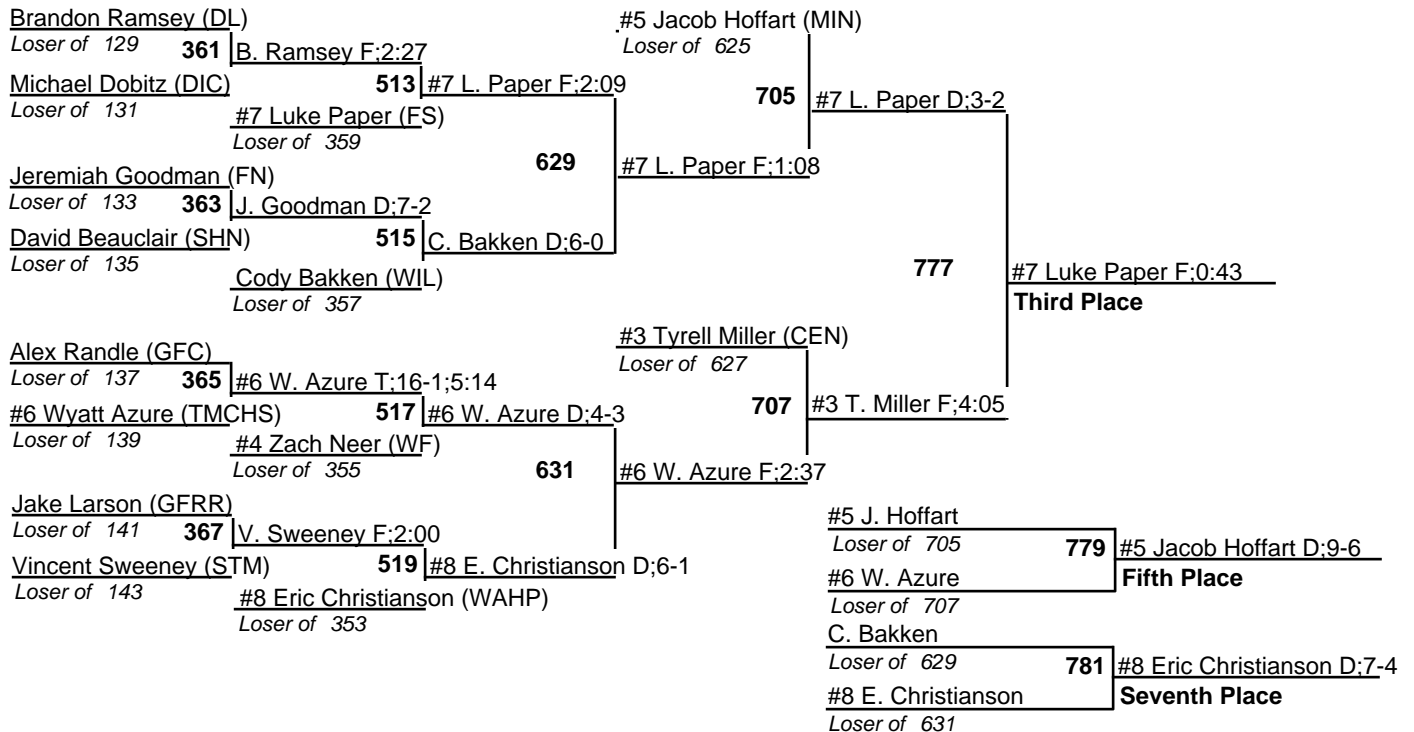 Brandon Ramsey (DL)
Loser of 129
361
B. Ramsey F;2:27
Michael Dobitz (DIC)
Loser of 131
513
#7 L. Paper F;2:09
#7 Luke Paper (FS)
Loser of 359
629
#7 L. Paper F;1:08
Jeremiah Goodman (FN)
Loser of 133
363
J. Goodman D;7-2
David Beauclair (SHN)
Loser of 135
515
C. Bakken D;6-0
Cody Bakken (WIL)
Loser of 357
#5 Jacob Hoffart (MIN)
Loser of 625
705
#7 L. Paper D;3-2
777
#7 Luke Paper F;0:43
Third Place
Alex Randle (GFC)
Loser of 137
365
#6 W. Azure T;16-1;5:14
#6 Wyatt Azure (TMCHS)
Loser of 139
517
#6 W. Azure D;4-3
#4 Zach Neer (WF)
Loser of 355
631
#6 W. Azure F;2:37
Jake Larson (GFRR)
Loser of 141
367
V. Sweeney F;2:00
Vincent Sweeney (STM)
Loser of 143
519
#8 E. Christianson D;6-1
#8 Eric Christianson (WAHP)
Loser of 353
#3 Tyrell Miller (CEN)
Loser of 627
707
#3 T. Miller F;4:05
#5 J. Hoffart
Loser of 705
779
#5 Jacob Hoffart D;9-6
Fifth Place
#6 W. Azure
Loser of 707
C. Bakken
Loser of 629
781
#8 Eric Christianson D;7-4
Seventh Place
#8 E. Christianson
Loser of 631